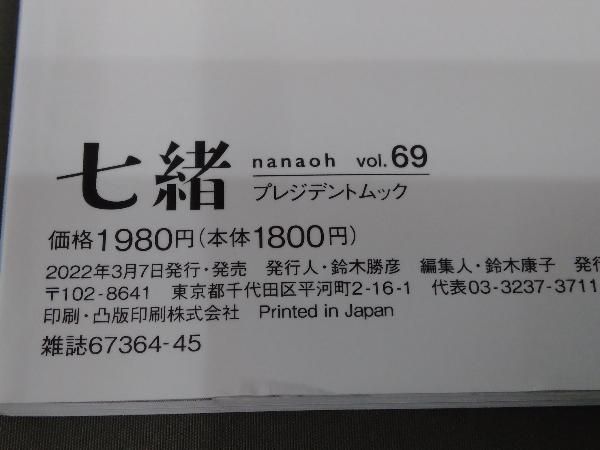 七緒 nanaoh vol.69
プレジデントムック
価格1980円(本体1800円)
2022年3月7日発行・発売 発行人・鈴木勝彦 編集人・鈴木康子 発行
〒102-8641 東京都千代田区平河町2-16-1 代表03-3237-3711
印刷・凸版印刷株式会社 Printed in Japan
雑誌67364-45